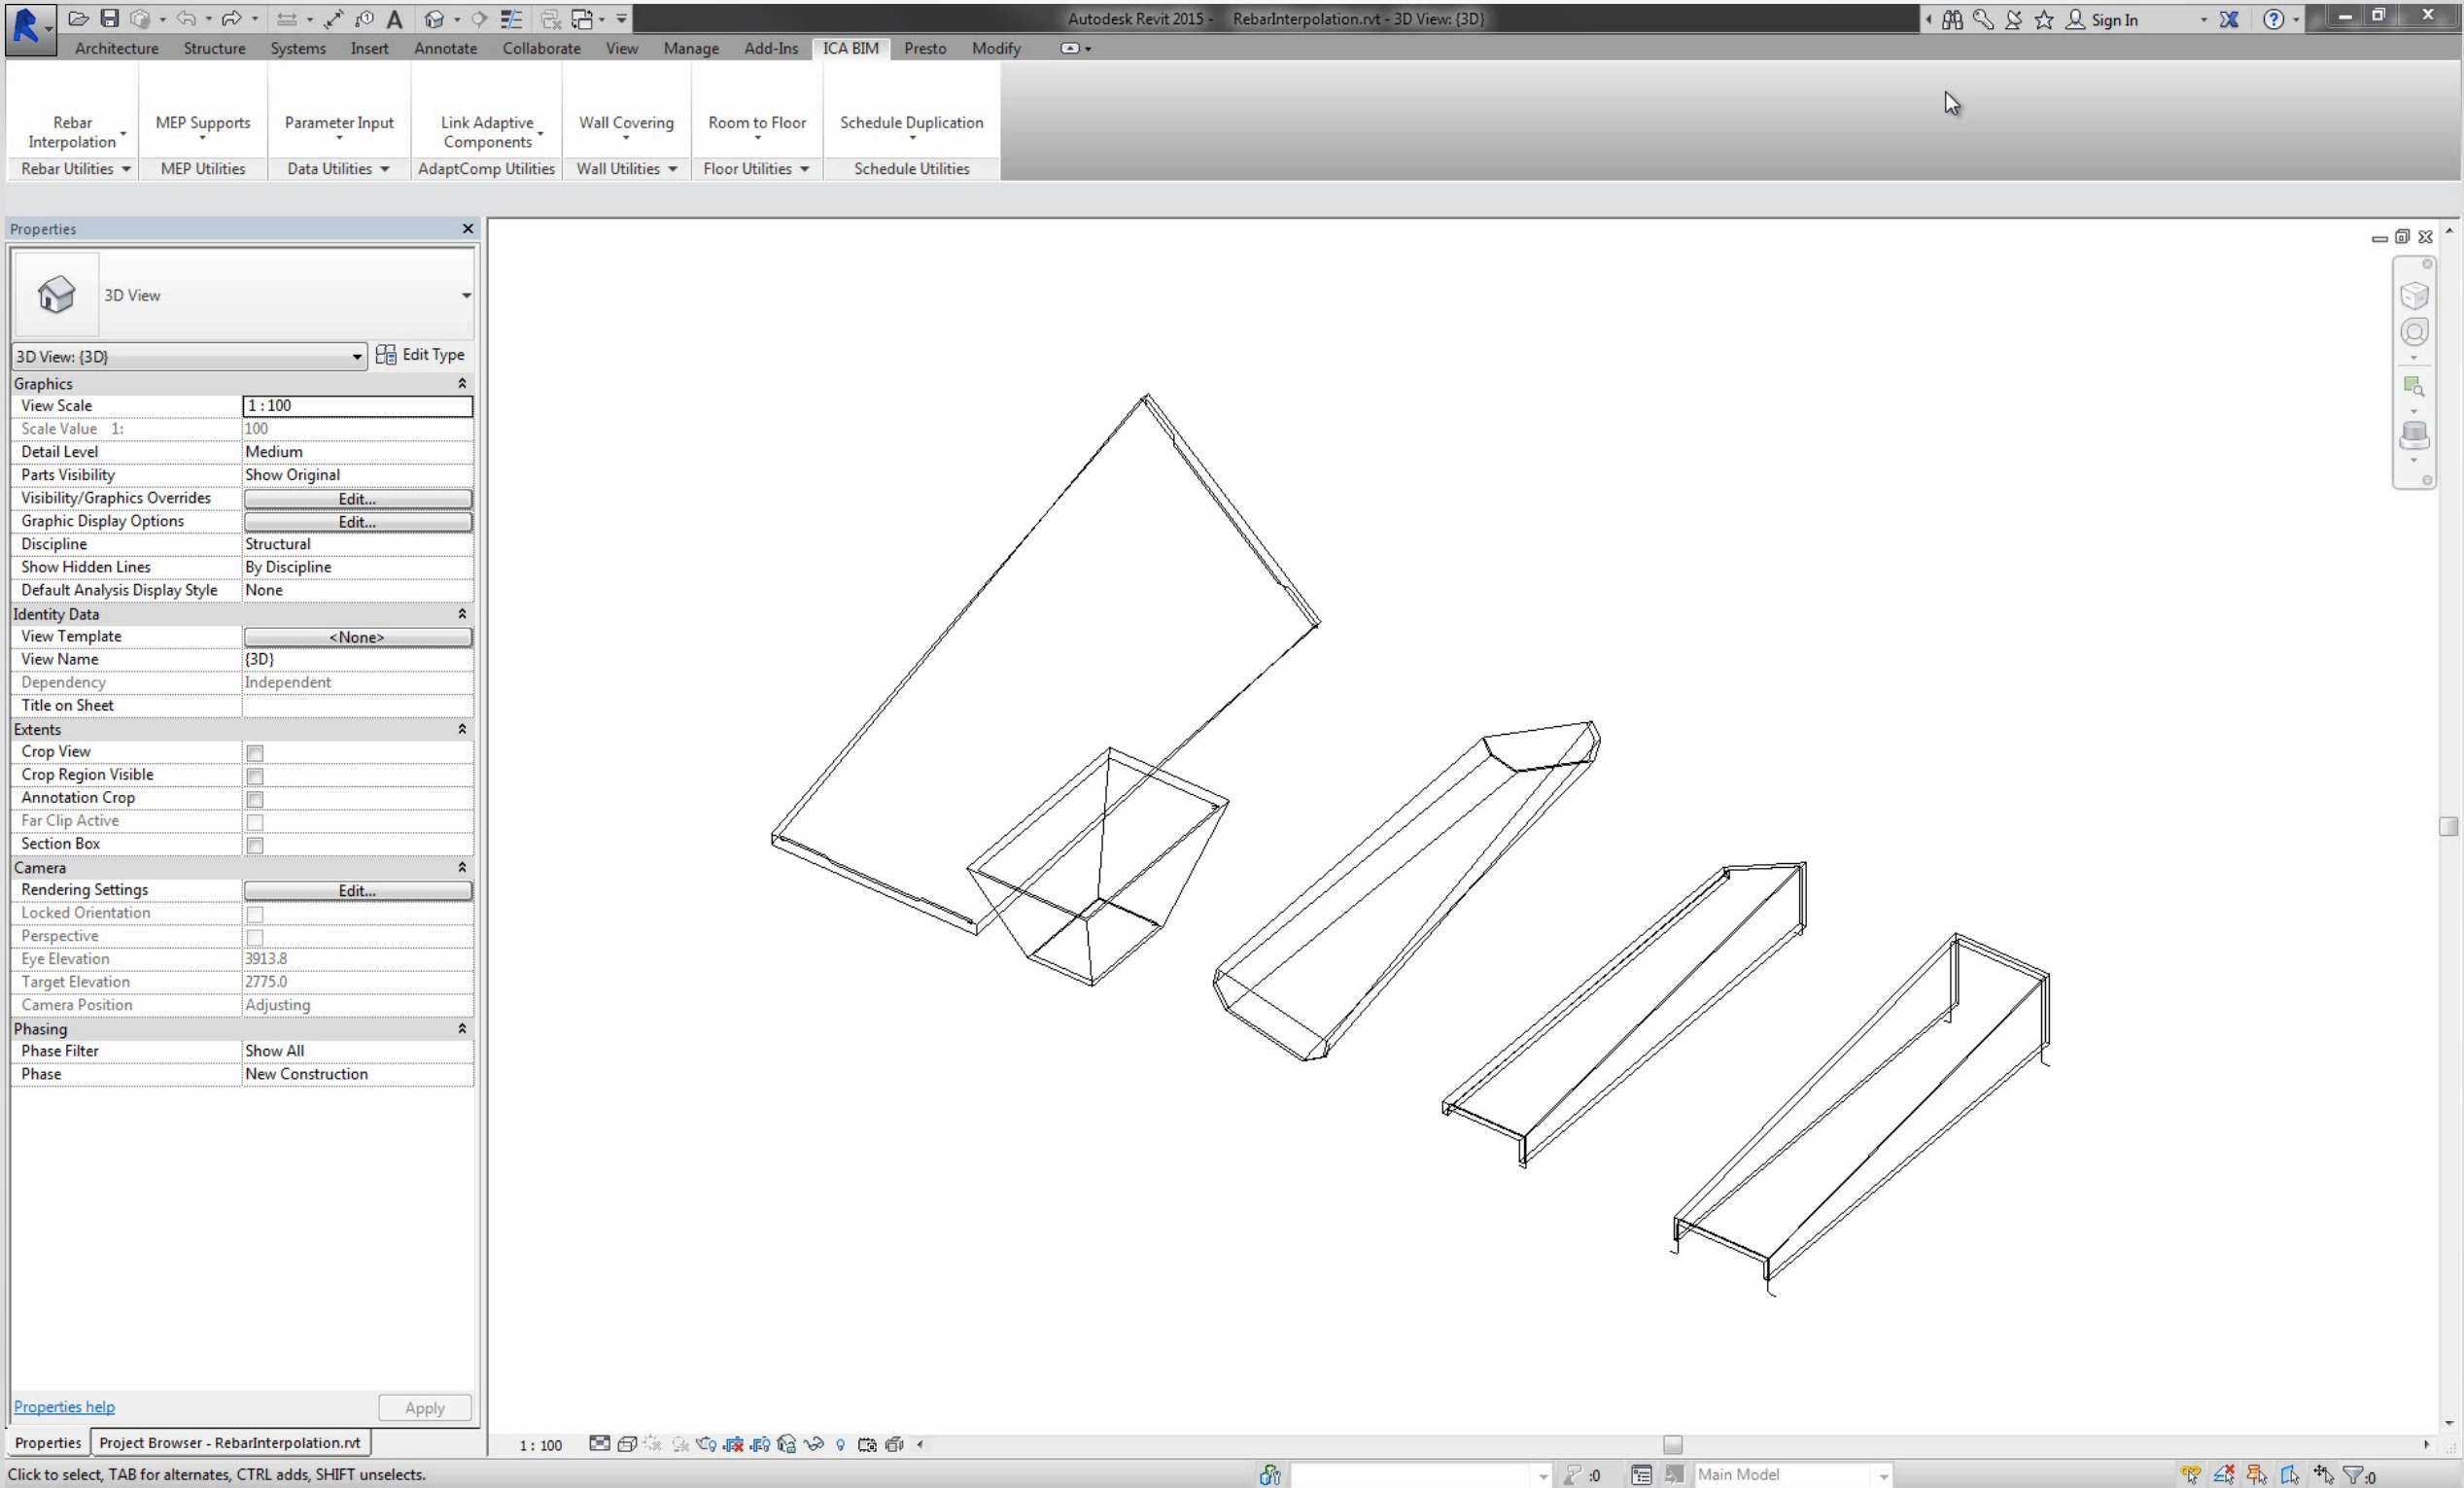 Autodesk Revit 2015 - RebarInterpolation.rvt - 3D View: {3D}
Sign In
Architecture Structure Systems Insert Annotate Collaborate View Manage Add-Ins ICA BIM Presto Modify
Rebar Interpolation
MEP Supports
Parameter Input
Link Adaptive Components
Wall Covering
Room to Floor
Schedule Duplication
Rebar Utilities MEP Utilities Data Utilities AdaptComp Utilities Wall Utilities Floor Utilities Schedule Utilities
Properties
3D View
3D View: {3D} Edit Type
Graphics
View Scale 1 : 100
Scale Value 1: 100
Detail Level Medium
Parts Visibility Show Original
Visibility/Graphics Overrides Edit...
Graphic Display Options Edit...
Discipline Structural
Show Hidden Lines By Discipline
Default Analysis Display Style None
Identity Data
View Template <None>
View Name {3D}
Dependency Independent
Title on Sheet
Extents
Crop View
Crop Region Visible
Annotation Crop
Far Clip Active
Section Box
Camera
Rendering Settings Edit...
Locked Orientation
Perspective
Eye Elevation 3913.8
Target Elevation 2775.0
Camera Position Adjusting
Phasing
Phase Filter Show All
Phase New Construction
Properties help Apply
Properties Project Browser - RebarInterpolation.rvt
1 : 100
Click to select, TAB for alternates, CTRL adds, SHIFT unselects.
:0
Main Model
:0